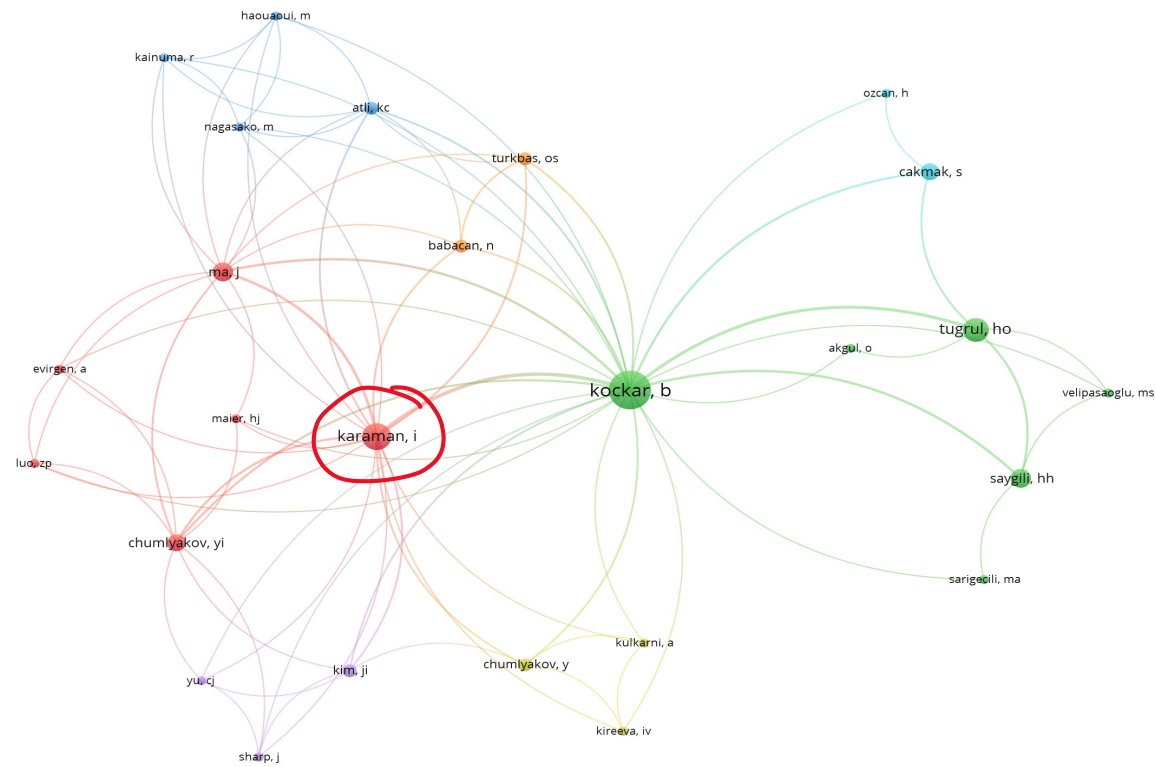 haouaoui, m
kainuma, r
ozcan, h
atli, kc
nagasako, m
turkbas, os
cakmak, s
babacan, n
ma, j
tugrul, ho
akgul, o
evirgen, a
kockar, b
velipasaoglu, ms
maier, hj
karaman, i
luo, zp
saygili, hh
chumlyakov, yi
sarigecili, ma
kulkarni, a
chumlyakov, y
kim, ji
yu, cj
kireeva, iv
sharp, j